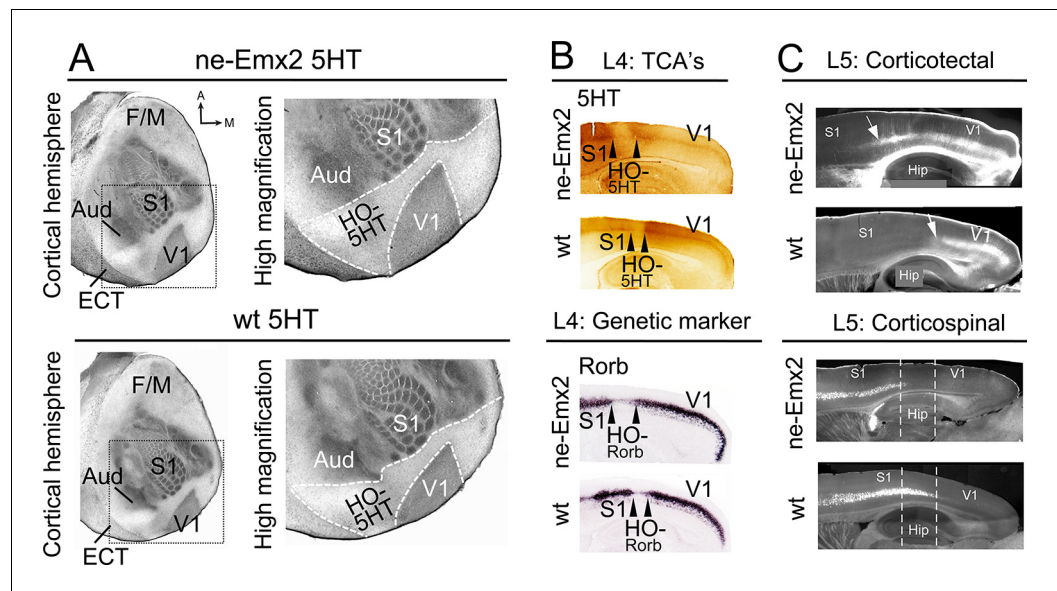 A
ne-Emx2 5HT
Cortical hemisphere
F/M
A
M
S1
Aud
V1
ECT
High magnification
S1
Aud
HO-
5HT
V1
wt 5HT
Cortical hemisphere
F/M
S1
Aud
V1
ECT
High magnification
S1
Aud
HO-
5HT
V1
B
L4: TCA's
5HT
ne-Emx2
V1
S1
HO-
5HT
wt
V1
S1
HO-
5HT
L4: Genetic marker
Rorb
ne-Emx2
V1
S1
HO-
Rorb
wt
V1
S1
HO-
Rorb
C
L5: Corticotectal
ne-Emx2
S1
V1
Hip
wt
S1
V1
Hip
L5: Corticospinal
ne-Emx2
S1
V1
Hip
wt
S1
V1
Hip